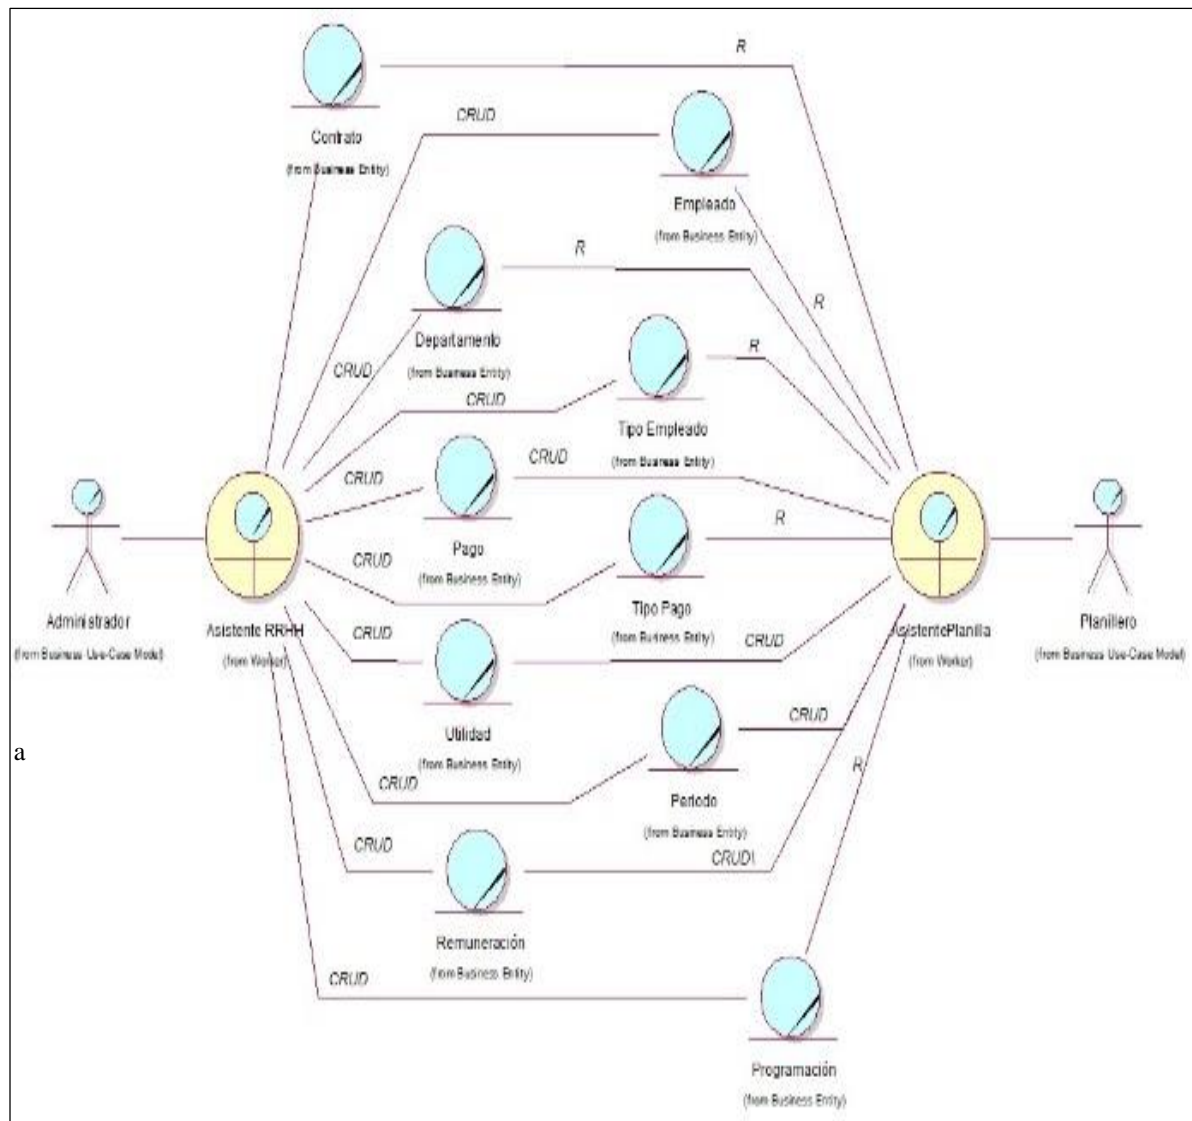 R
CRUD
Contrato
(from Business Entity)
Empleado
(from Business Entity)
R
R
Departamento
(from Business Entity)
CRUD
R
CRUD
Tipo Empleado
(from Business Entity)
CRUD
CRUD
Pago
(from Business Entity)
R
CRUD
Tipo Pago
(from Business Entity)
Administrador
(from Business Use-Case Model)
Asistente RRHH
(from Worker)
AsistentePlanilla
(from Worker)
Planillero
(from Business Use-Case Model)
CRUD
CRUD
Utilidad
(from Business Entity)
CRUD
a
R
CRUD
Periodo
(from Business Entity)
CRUD
CRUD\
Remuneración
(from Business Entity)
CRUD
Programación
(from Business Entity)